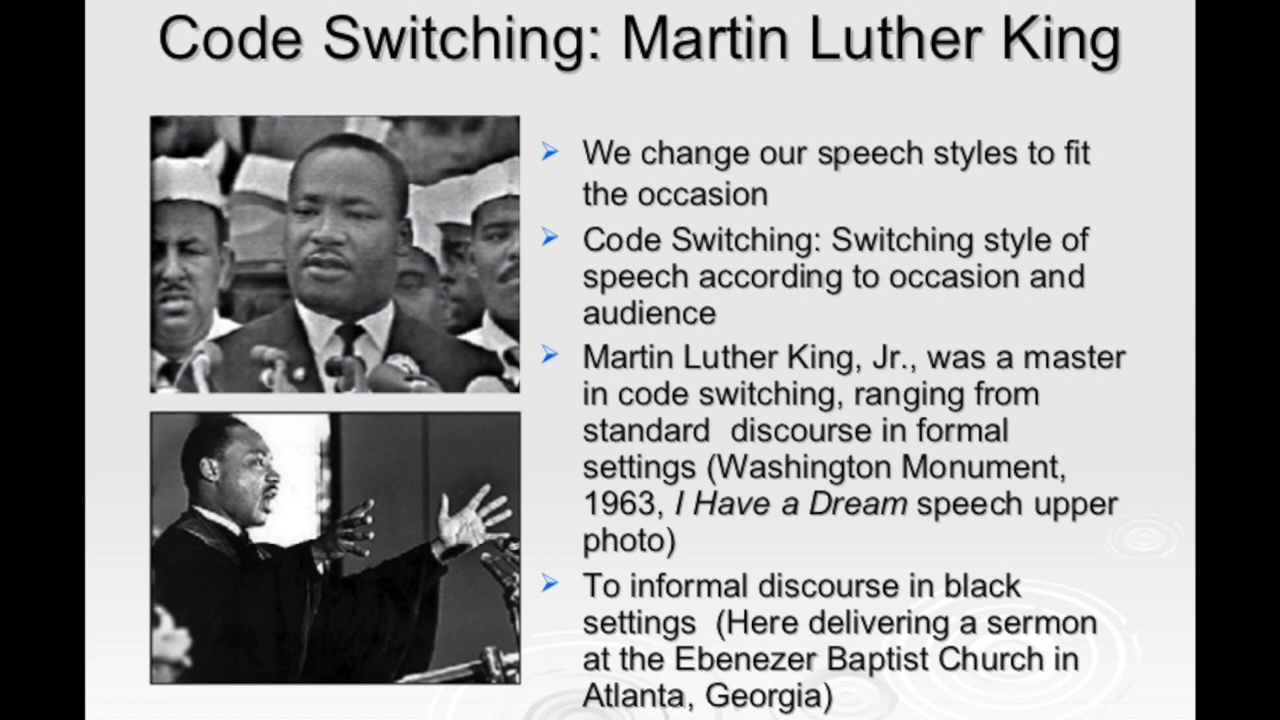 Code Switching: Martin Luther King
We change our speech styles to fit
the occasion
Code Switching: Switching style of
speech according to occasion and
audience
Martin Luther King, Jr., was a master
in code switching, ranging from
standard  discourse in formal
settings (Washington Monument,
1963, I Have a Dream speech upper
photo)
To informal discourse in black
settings  (Here delivering a sermon
at the Ebenezer Baptist Church in
Atlanta, Georgia)